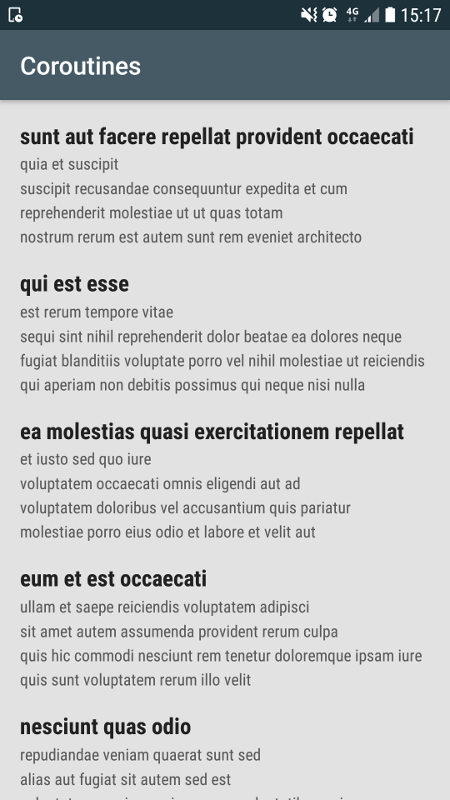 4G 15:17
Coroutines
sunt aut facere repellat provident occaecati
quia et suscipit
suscipit recusandae consequuntur expedita et cum
reprehenderit molestiae ut ut quas totam
nostrum rerum est autem sunt rem eveniet architecto
qui est esse
est rerum tempore vitae
sequi sint nihil reprehenderit dolor beatae ea dolores neque
fugiat blanditiis voluptate porro vel nihil molestiae ut reiciendis
qui aperiam non debitis possimus qui neque nisi nulla
ea molestias quasi exercitationem repellat
et iusto sed quo iure
voluptatem occaecati omnis eligendi aut ad
voluptatem doloribus vel accusantium quis pariatur
molestiae porro eius odio et labore et velit aut
eum et est occaecati
ullam et saepe reiciendis voluptatem adipisci
sit amet autem assumenda provident rerum culpa
quis hic commodi nesciunt rem tenetur doloremque ipsam iure
quis sunt voluptatem rerum illo velit
nesciunt quas odio
repudiandae veniam quaerat sunt sed
alias aut fugiat sit autem sed est